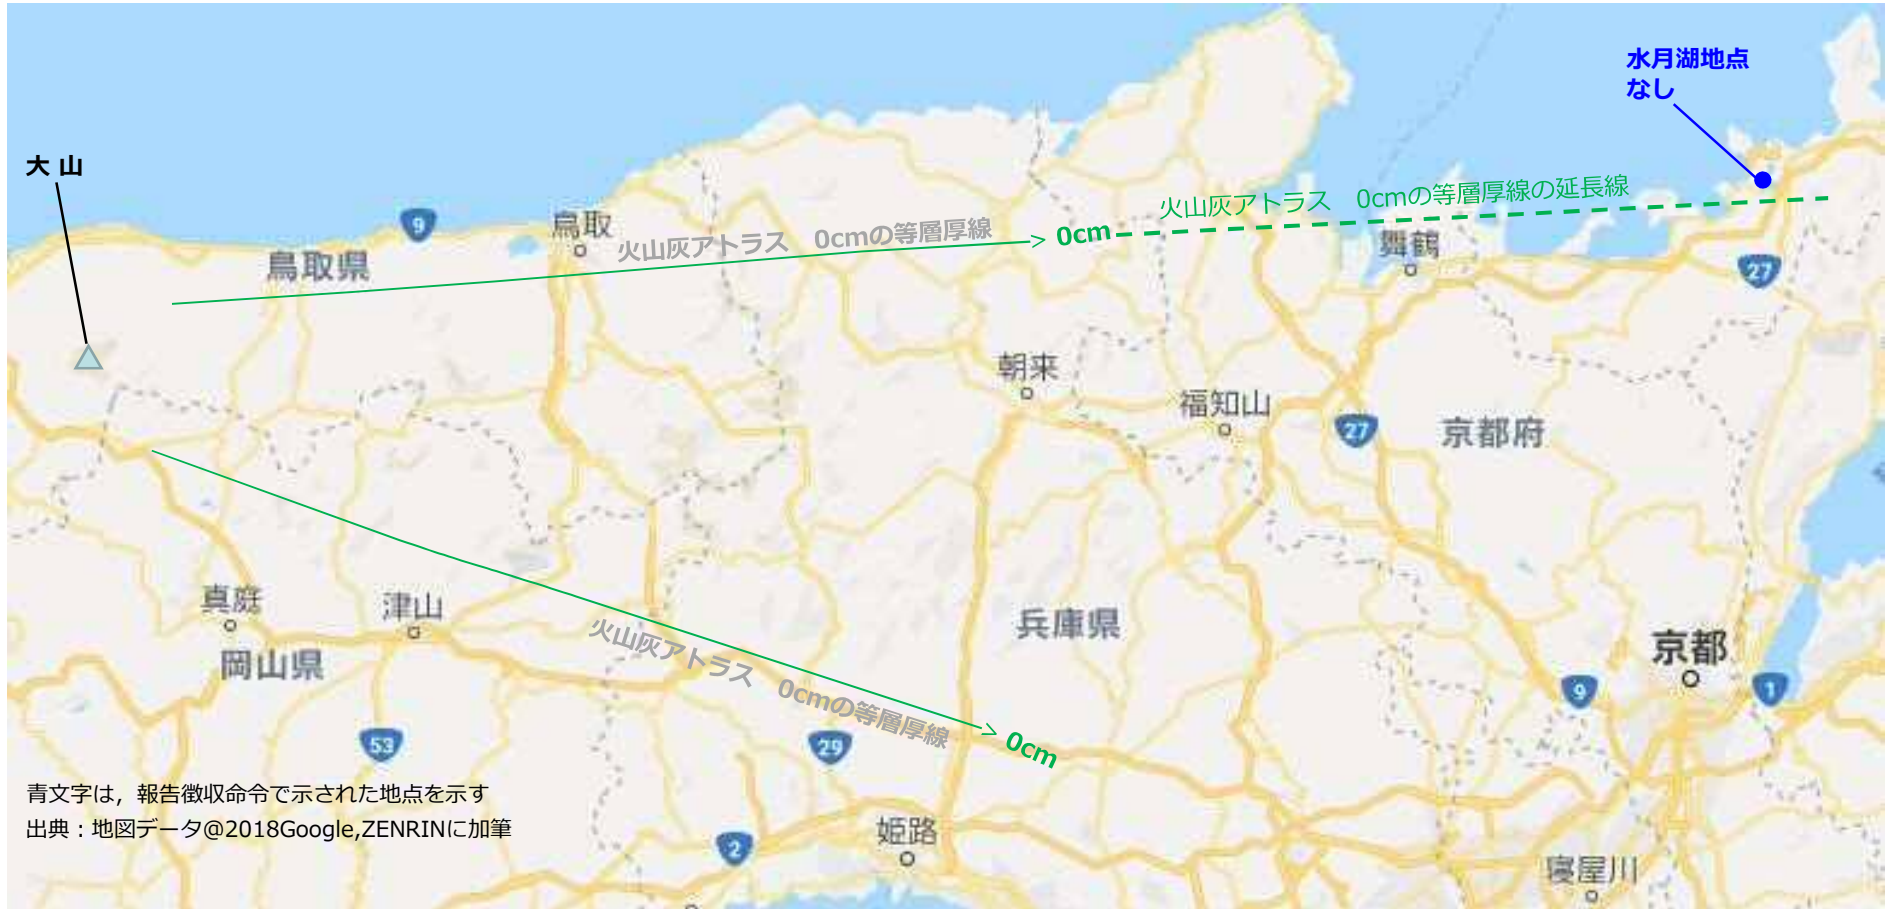 水月湖地点
なし
大 山
火山灰アトラス　0cmの等層厚線の延長線
9
鳥取
火山灰アトラス　0cmの等層厚線
> 0cm
舞鶴
鳥取県
27
朝来
福知山
27
京都府
真庭
津山
兵庫県
火山灰アトラス　0cmの等層厚線
> 0cm
岡山県
京都
9
1
53
29
青文字は，報告徴収命令で示された地点を示す
出典：地図データ@2018Google,ZENRINに加筆
2
姫路
寝屋川